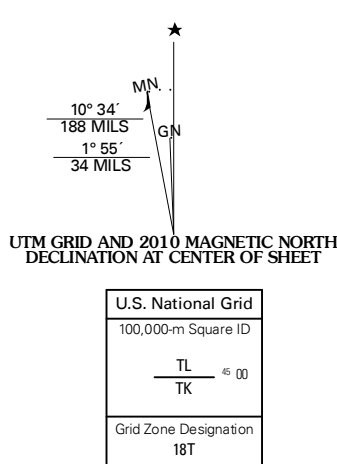 MN
10° 34´
188 MILS
GN
1° 55´
34 MILS
UTM GRID AND 2010 MAGNETIC NORTH
DECLINATION AT CENTER OF SHEET
U.S. National Grid
100,000-m Square ID
TL
45 00
TK
Grid Zone Designation
18T